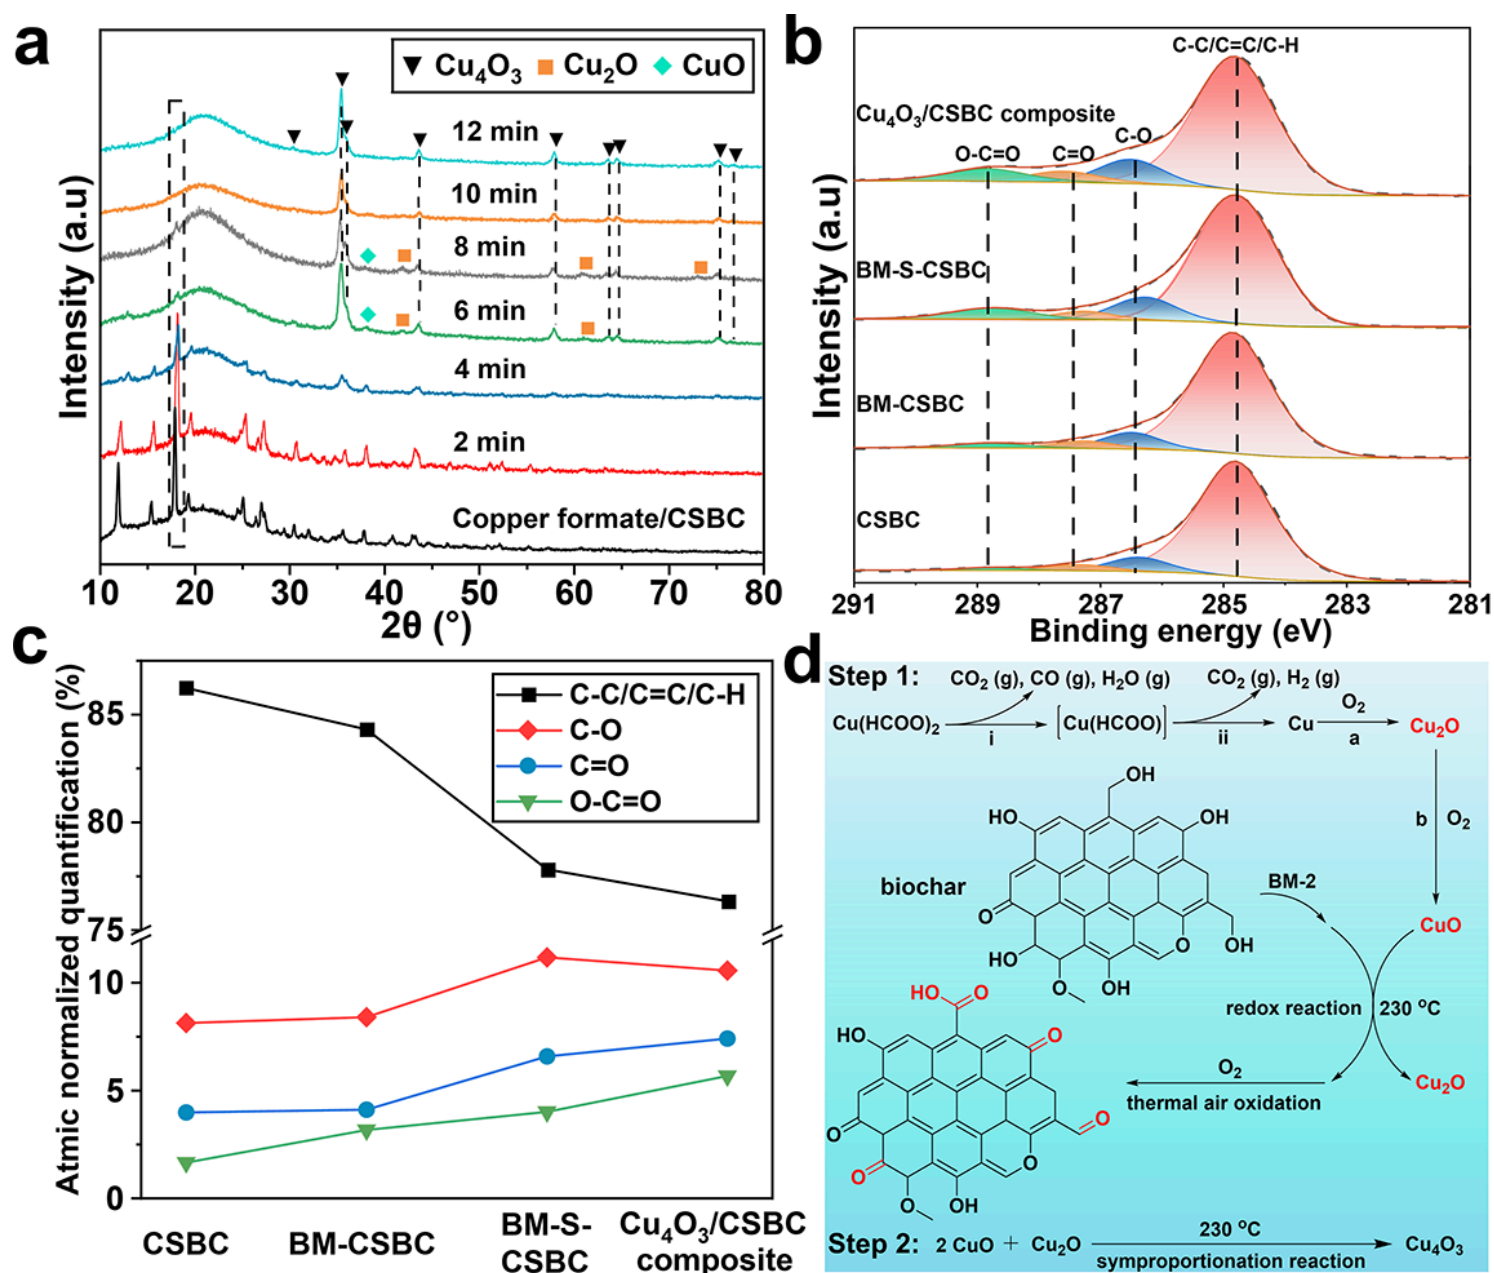 a
Cu₄O₃ Cu₂O CuO
12 min
10 min
8 min
6 min
4 min
2 min
Copper formate/CSBC
Intensity (a.u)
10 20 30 40 50 60 70 80
2θ (°)
b
C-C/C=C/C-H
Cu₄O₃/CSBC composite
C-O
O-C=O C=O
BM-S-CSBC
BM-CSBC
CSBC
Intensity (a.u)
291 289 287 285 283 281
Binding energy (eV)
c
Atmic normalized quantification (%)
85
80
75
10
5
0
C-C/C=C/C-H
C-O
C=O
O-C=O
CSBC
BM-CSBC
BM-S-
CSBC
Cu₄O₃/CSBC
composite
d
Step 1:
CO₂ (g), CO (g), H₂O (g)
CO₂ (g), H₂ (g)
Cu(HCOO)₂ i [Cu(HCOO)] ii Cu O₂ a Cu₂O
b O₂
OH
HO OH
biochar
BM-2
O
O
OH
HO
O
OH
CuO
redox reaction 230 °C
HO O
HO O
O₂
thermal air oxidation
Cu₂O
O
O
O
O
O
OH
Step 2: 2 CuO + Cu₂O 230 °C Cu₄O₃
symproportionation reaction